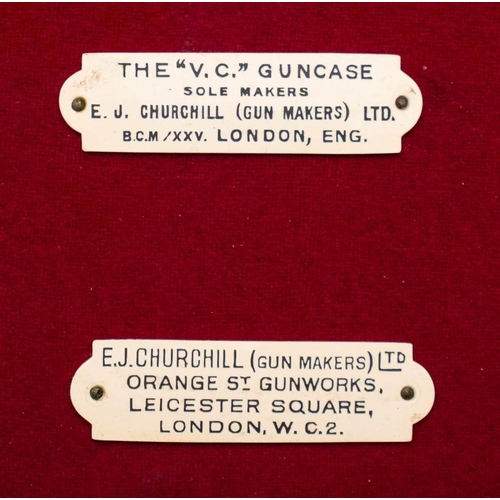 THE "V.C." GUNCASE
SOLE MAKERS
E. J. CHURCHILL (GUN MAKERS) LTD.
B.C.M/XXV. LONDON, ENG.
E.J. CHURCHILL (GUN MAKERS) LTD
ORANGE ST. GUNWORKS,
LEICESTER SQUARE,
LONDON, W. C.2.